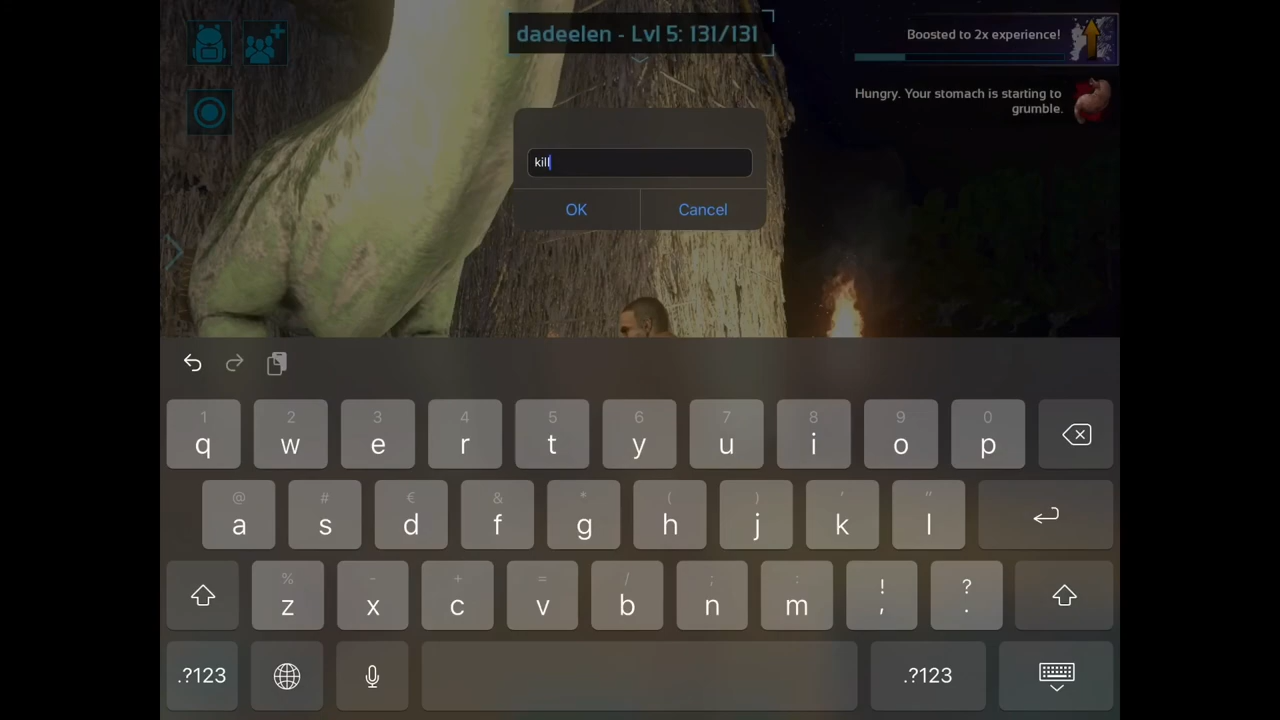 dadeelen - Lvl 5: 131/131
Boosted to 2x experience!
Hungry. Your stomach is starting to
grumble.
kill
OK Cancel
1 2 3 4 5 6 7 8 9 0
q w e r t y u i o p
@ # € & * ( ) ' "
a s d f g h j k l
% - + = / ; : ! ?
z x c v b n m , .
.?123 .?123